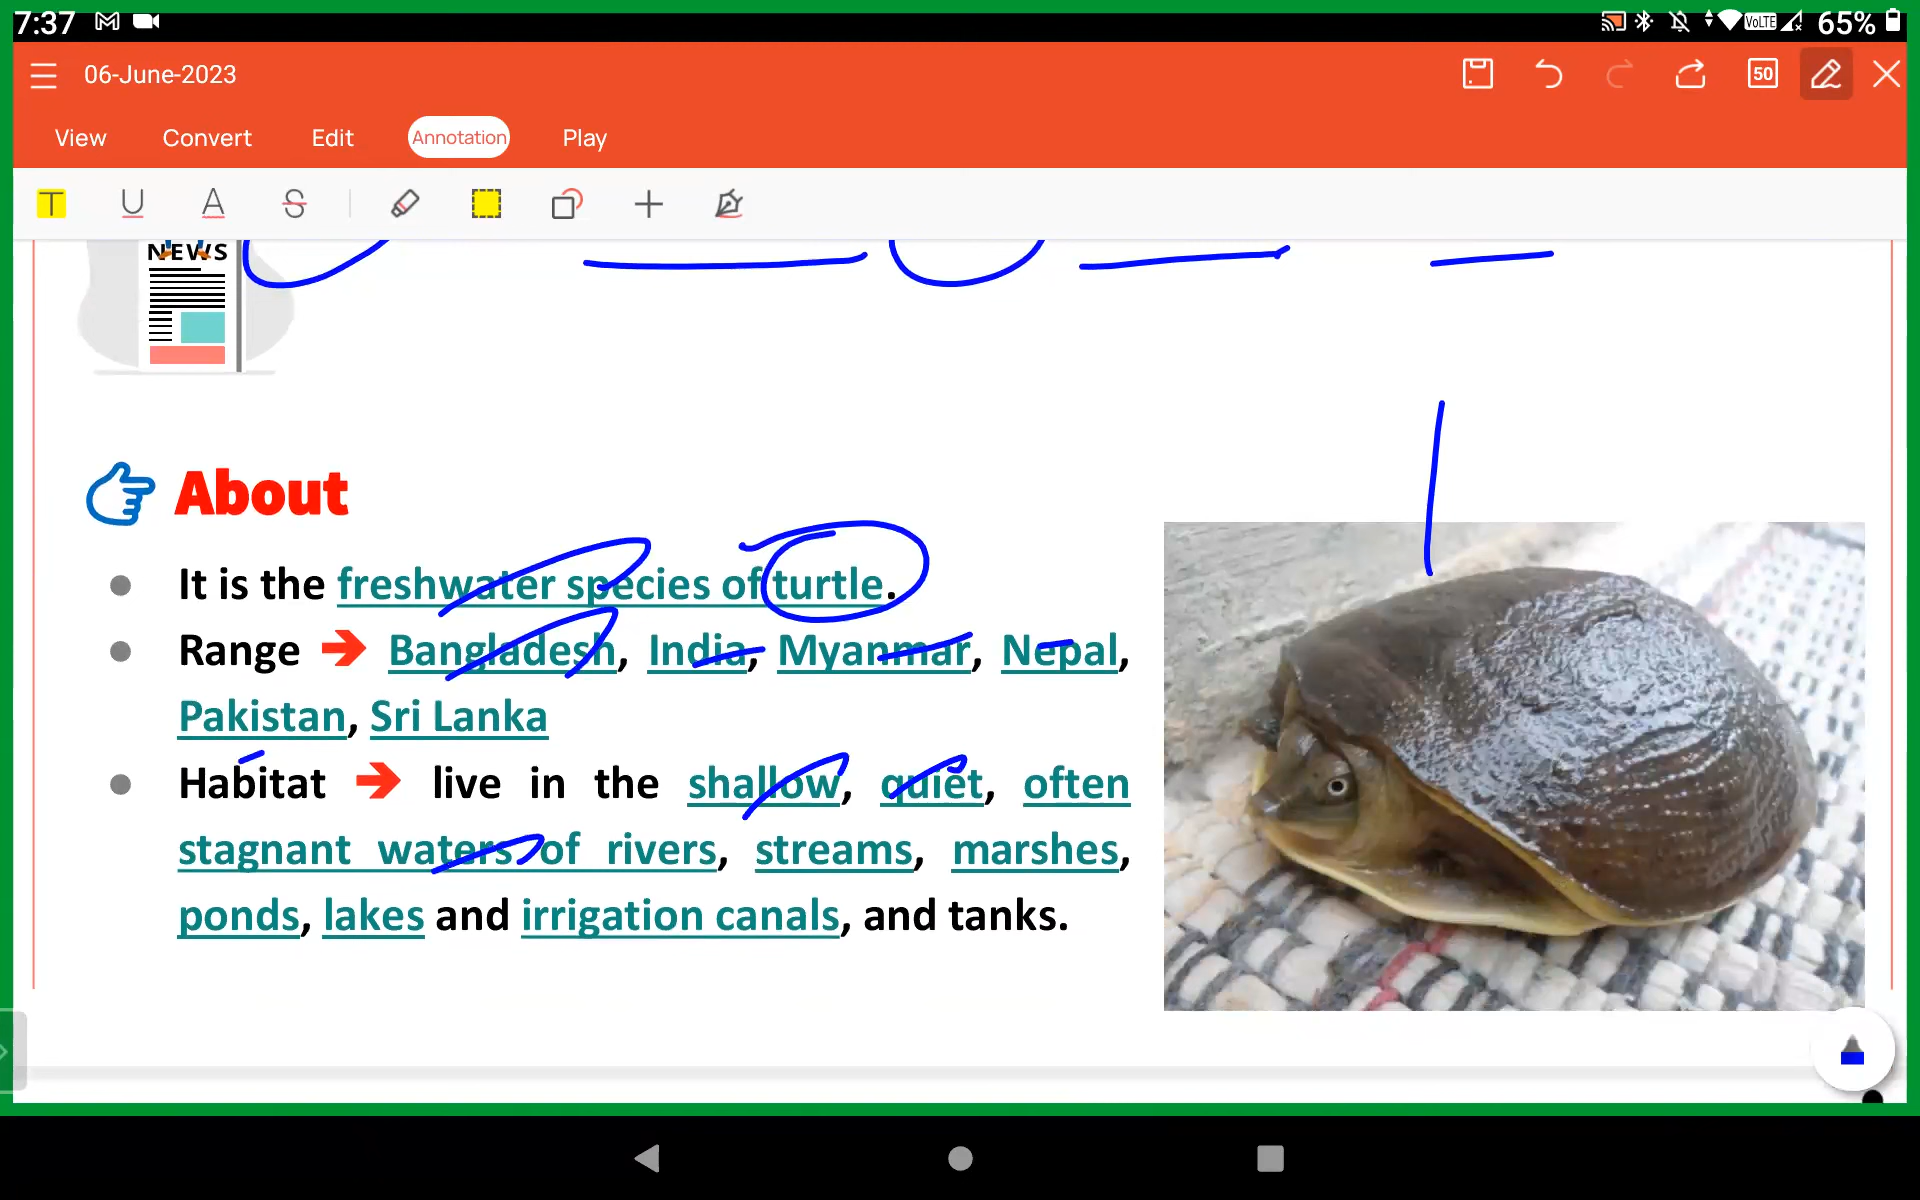 7:37 VoLTE 65%
06-June-2023 50
View Convert Edit Annotation Play
T U A S
NEWS
About
It is the freshwater species of turtle.
Range ➔ Bangladesh, India, Myanmar, Nepal,
Pakistan, Sri Lanka
Habitat ➔ live in the shallow, quiet, often
stagnant waters of rivers, streams, marshes,
ponds, lakes and irrigation canals, and tanks.